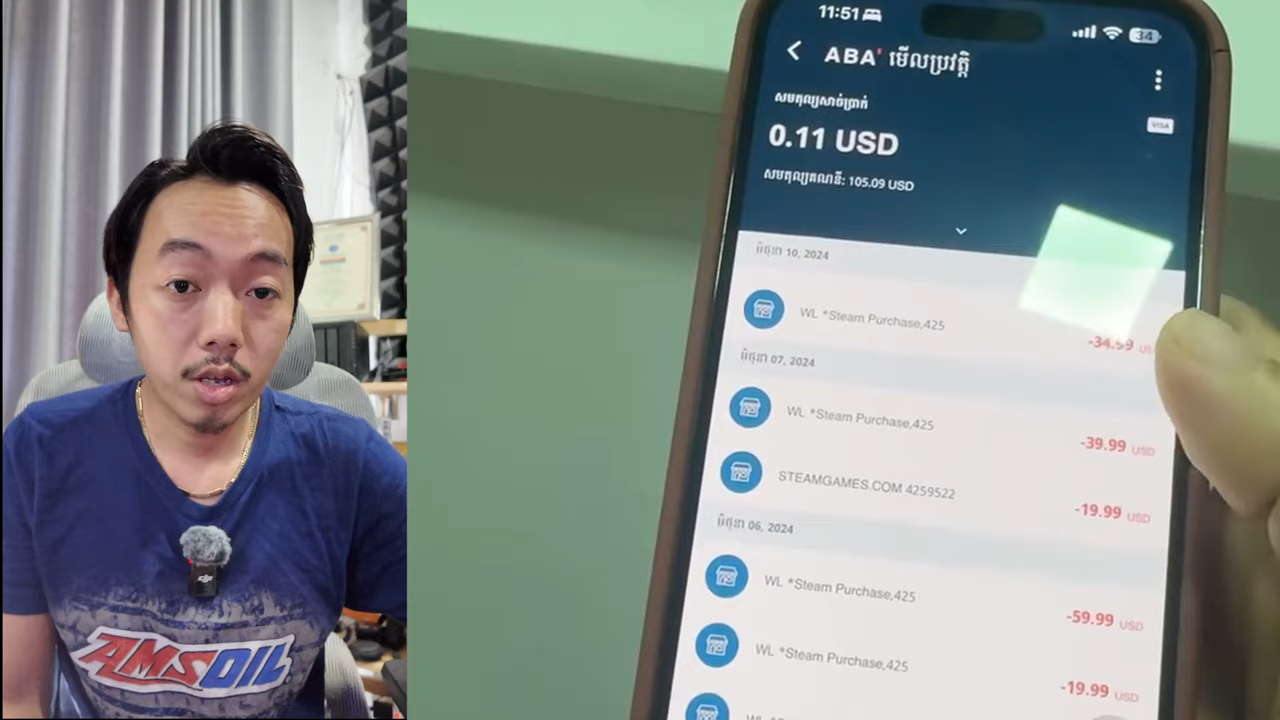 11:51
34
ABA' មើលប្រវត្តិ
សមតុល្យសាច់ប្រាក់
VISA
0.11 USD
សមតុល្យគណនី: 105.09 USD
មិថុនា 10, 2024
WL *Steam Purchase,425
-34.59 USD
មិថុនា 07, 2024
WL *Steam Purchase,425
-39.99 USD
STEAMGAMES.COM 4259522
-19.99 USD
មិថុនា 06, 2024
WL *Steam Purchase,425
-59.99 USD
WL *Steam Purchase,425
-19.99 USD
dji
AMSOIL